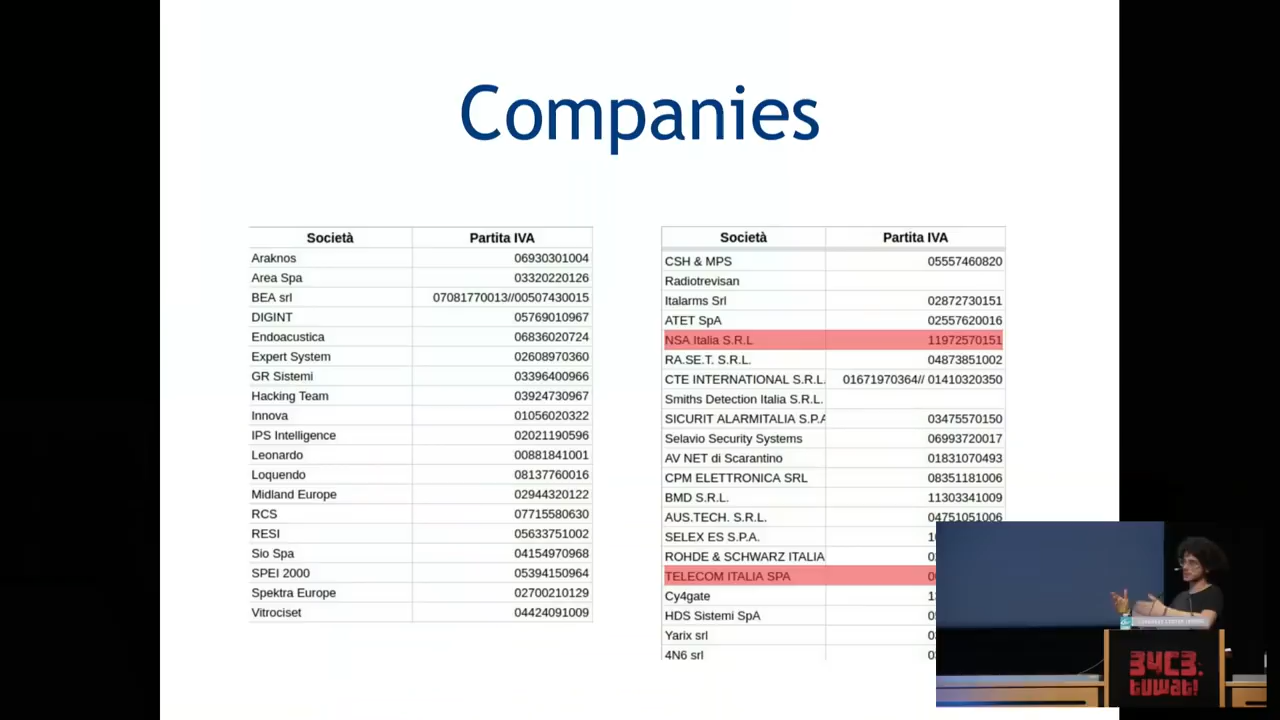 Companies
Società Partita IVA
Araknos 06930301004
Area Spa 03320220126
BEA srl 07081770013//00507430015
DIGINT 05769010967
Endoacustica 06836020724
Expert System 02608970360
GR Sistemi 03396400966
Hacking Team 03924730967
Innova 01056020322
IPS Intelligence 02021190596
Leonardo 00881841001
Loquendo 08137760016
Midland Europe 02944320122
RCS 07715580630
RESI 05633751002
Sio Spa 04154970968
SPEI 2000 05394150964
Spektra Europe 02700210129
Vitrociset 04424091009
Società Partita IVA
CSH & MPS 05557460820
Radiotrevisan
Italarms Srl 02872730151
ATET SpA 02557620016
NSA Italia S.R.L. 11972570151
RA.SE.T. S.R.L. 04873851002
CTE INTERNATIONAL S.R.L. 01671970364// 01410320350
Smiths Detection Italia S.R.L.
SICURIT ALARMITALIA S.P.A
03475570150
Selavio Security Systems 06993720017
AV NET di Scarantino 01831070493
CPM ELETTRONICA SRL 08351181006
BMD S.R.L. 11303341009
AUS.TECH. S.R.L. 04751051006
SELEX ES S.P.A.
ROHDE & SCHWARZ ITALIA
TELECOM ITALIA SPA
Cy4gate
HDS Sistemi SpA
Yarix srl
4N6 srl
34C3.
tuwat!